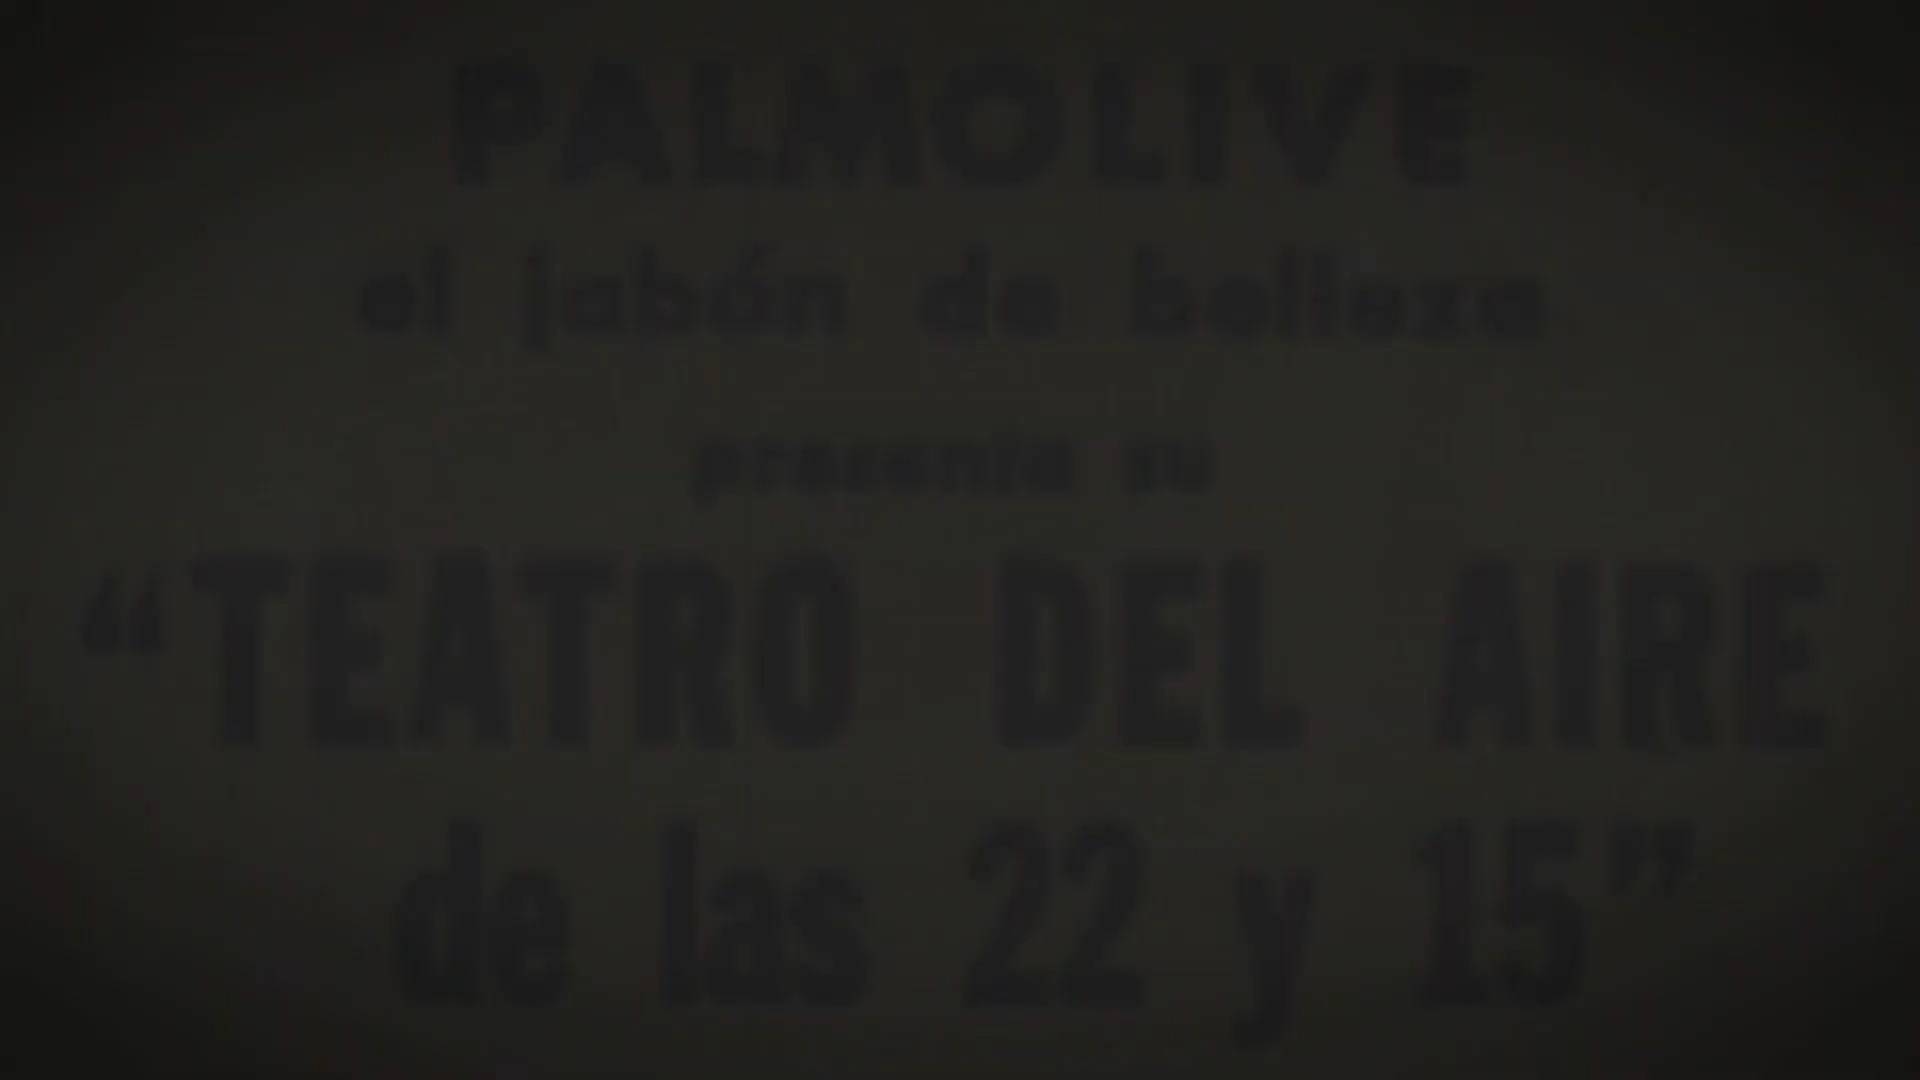 PALMOLIVE
el jabón de belleza
presenta su
“TEATRO DEL AIRE
de las 22 y 15”